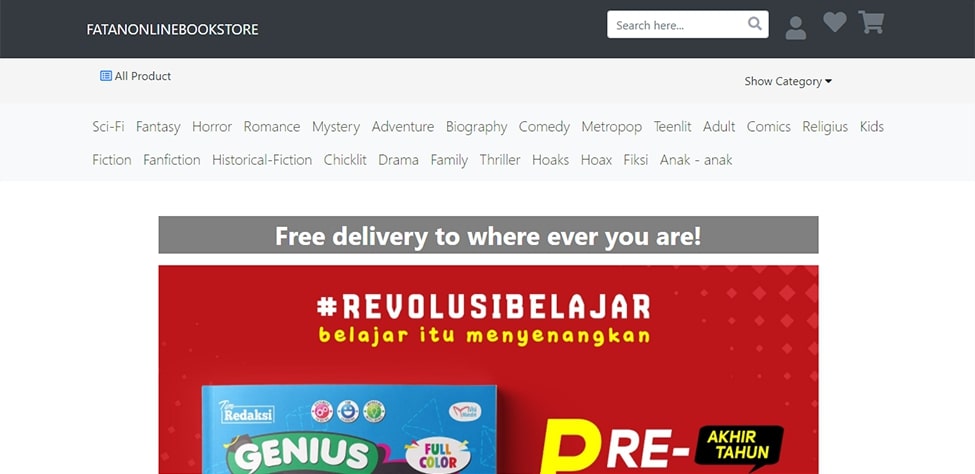 FATANONLINEBOOKSTORE
Search here...
All Product
Show Category
Sci-Fi Fantasy Horror Romance Mystery Adventure Biography Comedy Metropop Teenlit Adult Comics Religius Kids
Fiction Fanfiction Historical-Fiction Chicklit Drama Family Thriller Hoaks Hoax Fiksi Anak - anak
Free delivery to where ever you are!
#REVOLUSIBELAJAR
belajar itu menyenangkan
Tim
Redaksi
GENIUS
FULL
COLOR
PRE-
AKHIR
TAHUN